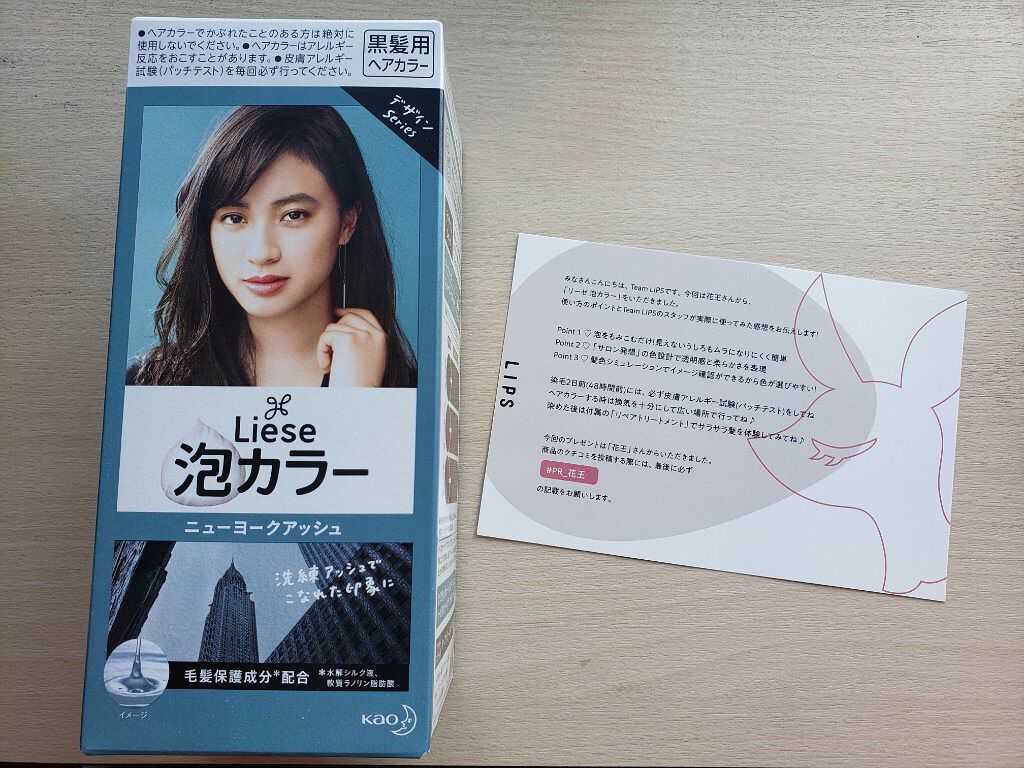 ●ヘアカラーでかぶれたことのある方は絶対に
使用しないでください。●ヘアカラーはアレルギー
反応をおこすことがあります。●皮膚アレルギー
試験(パッチテスト)を毎回必ず行ってください。
黒髪用
ヘアカラー
デザイン
Series
Liese
泡カラー
ニューヨークアッシュ
洗練アッシュで
こなれた印象に
毛髪保護成分*配合
*水解シルク液、
軟質ラノリン脂肪酸
イメージ
Kao
LIPS
みなさんこんにちは、Team LIPSです。今回は花王さんから、
「リーゼ 泡カラー」をいただきました。
使い方のポイントとTeam LIPSのスタッフが実際に使ってみた感想をお伝えします!
Point 1 ♡ 泡をもみこむだけ!見えないうしろもムラになりにくく簡単
Point 2 ♡ 「サロン発想」の色設計で透明感と柔らかさを表現
Point 3 ♡ 髪色シミュレーションでイメージ確認ができるから色が選びやすい!
染毛2日前(48時間前)には、必ず皮膚アレルギー試験(パッチテスト)をしてね
ヘアカラーする時は換気を十分にして広い場所で行ってね♪
染めた後は付属の「リペアトリートメント」でサラサラ髪を体験してみてね♪
今回のプレゼントは「花王」さんからいただきました。
商品のクチコミを投稿する際には、最後に必ず
#PR_花王
の記載をお願いします。